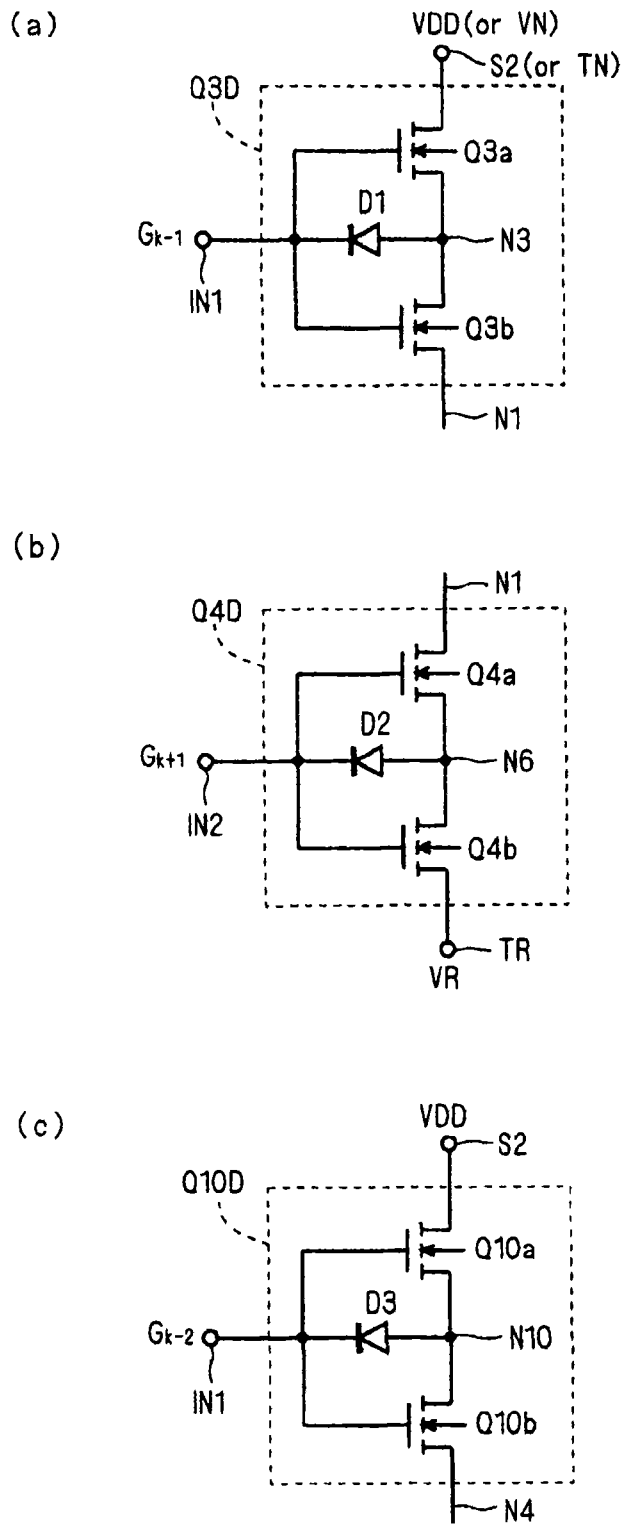 (a)
VDD(or VN)
S2(or TN)
Q3D
Q3a
D1
Gk-1
N3
IN1
Q3b
N1
(b)
N1
Q4D
Q4a
D2
Gk+1
N6
IN2
Q4b
TR
VR
(c)
VDD
S2
Q10D
Q10a
D3
Gk-2
N10
IN1
Q10b
N4